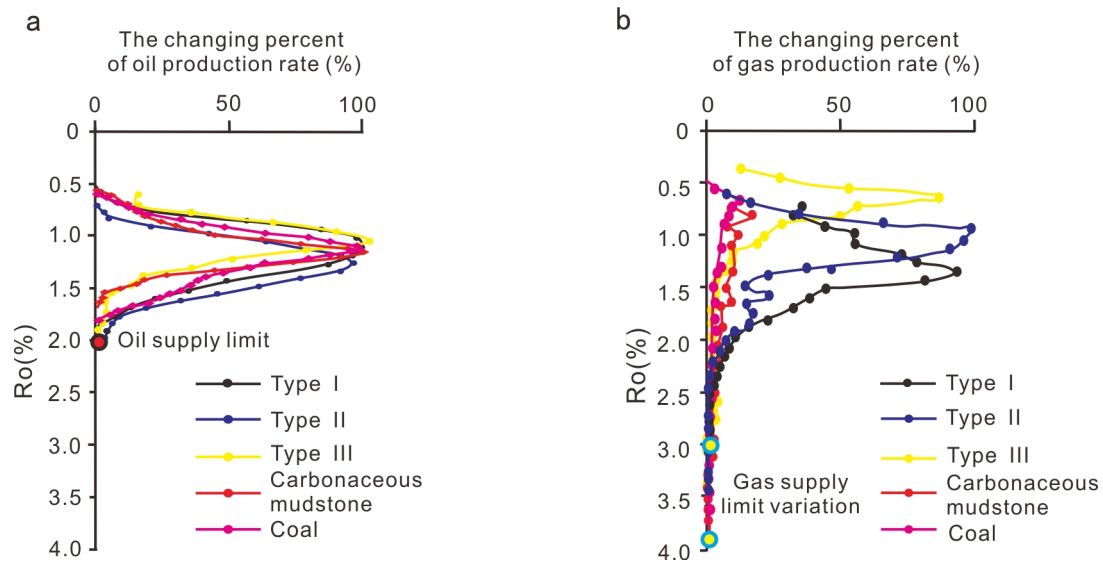 a
The changing percent
of oil production rate (%)
0 50 100
0
0.5
1.0
1.5
2.0
2.5
3.0
3.5
4.0
Ro(%)
Oil supply limit
Type I
Type II
Type III
Carbonaceous
mudstone
Coal
b
The changing percent
of gas production rate (%)
0 50 100
0
0.5
1.0
1.5
2.0
2.5
3.0
3.5
4.0
Ro(%)
Gas supply
limit variation
Type I
Type II
Type III
Carbonaceous
mudstone
Coal